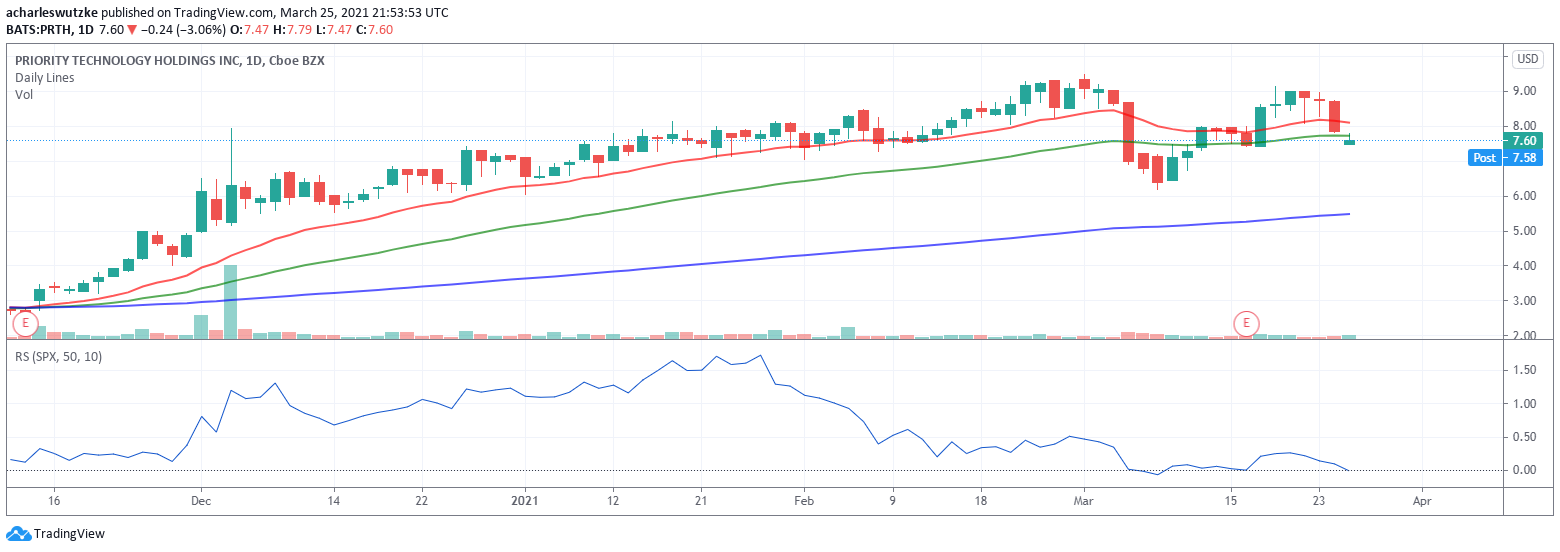 acharleswutzke published on TradingView.com, March 25, 2021 21:53:53 UTC
BATS:PRTH, 1D 7.60 ▼ −0.24 (−3.06%) O:7.47 H:7.79 L:7.47 C:7.60
PRIORITY TECHNOLOGY HOLDINGS INC, 1D, Cboe BZX
USD
Daily Lines
Vol
9.00
8.00
7.60
Post 7.58
6.00
5.00
4.00
3.00
E E
2.00
RS (SPX, 50, 10)
1.50
1.00
0.50
0.00
16 Dec 14 22 2021 12 21 Feb 9 18 Mar 15 23 Apr
TradingView